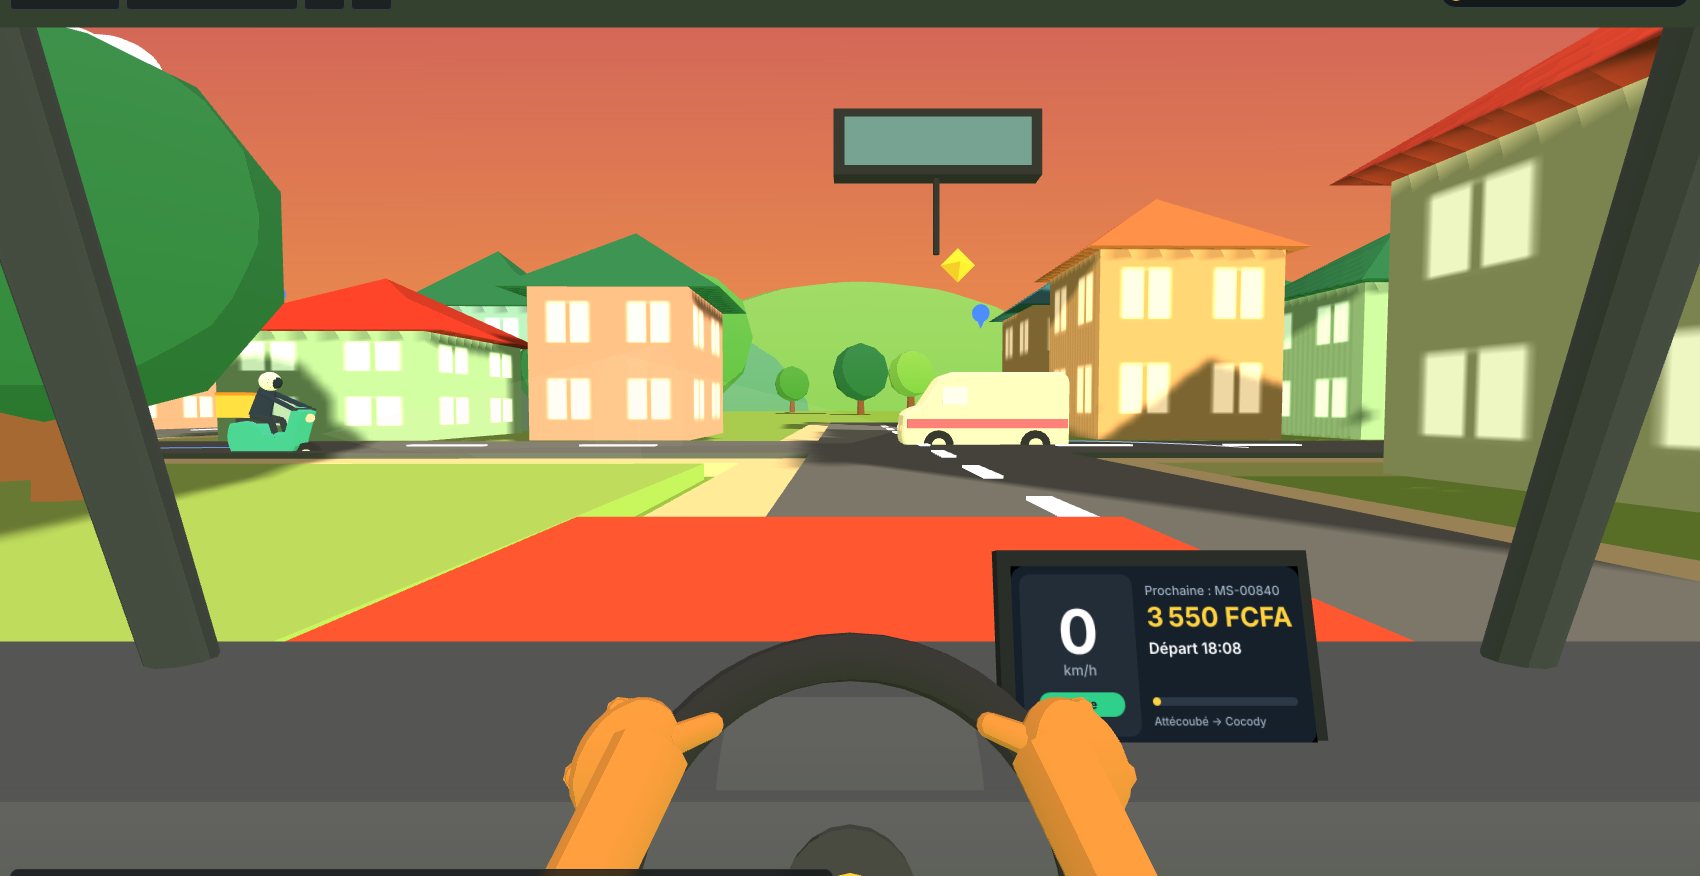 0
km/h
Prochaine : MS-00840
3 550 FCFA
Départ 18:08
Attécoubé → Cocody